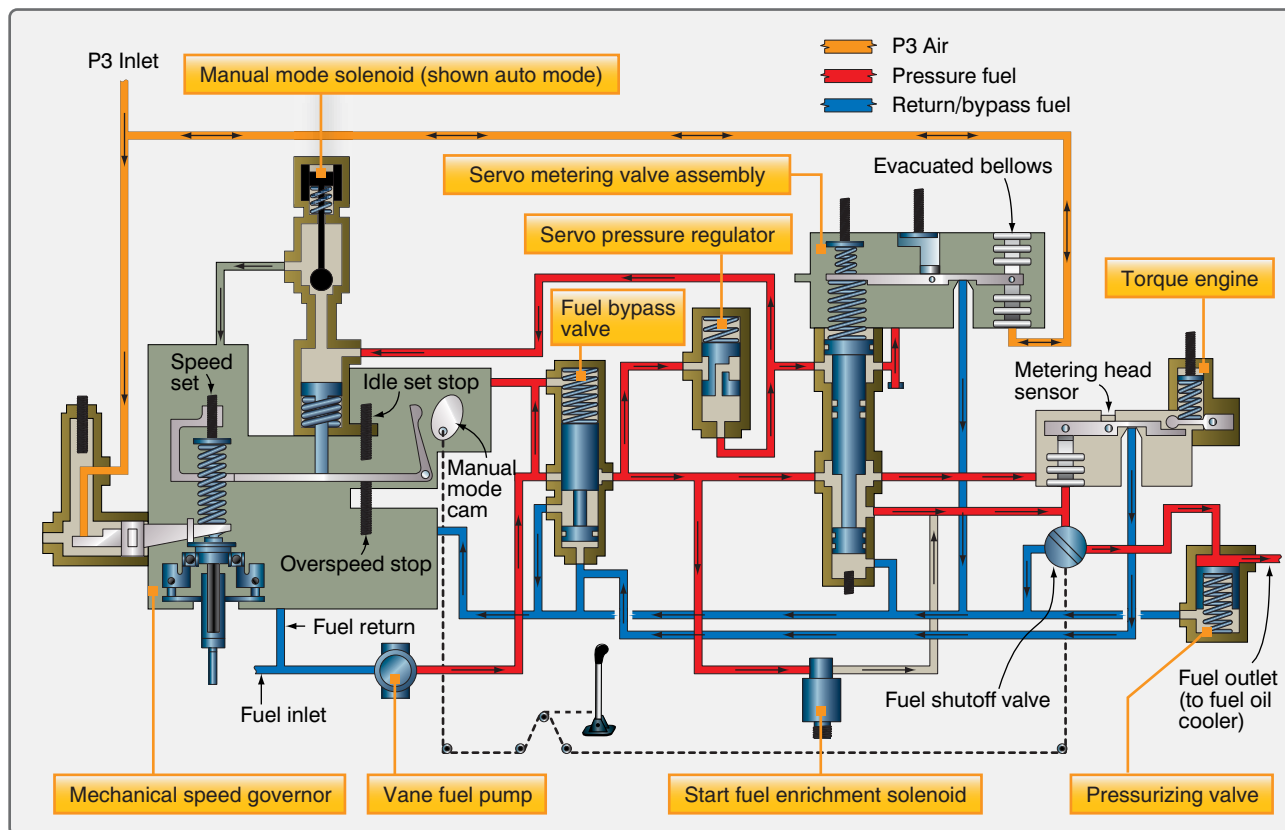 P3 Air
Pressure fuel
Return/bypass fuel
P3 Inlet
Manual mode solenoid (shown auto mode)
Servo metering valve assembly
Evacuated bellows
Servo pressure regulator
Torque engine
Fuel bypass
valve
Speed
set
Idle set stop
Metering head
sensor
Manual
mode
cam
Overspeed stop
Fuel return
Fuel inlet
Fuel shutoff valve
Fuel outlet
(to fuel oil
cooler)
Mechanical speed governor
Vane fuel pump
Start fuel enrichment solenoid
Pressurizing valve